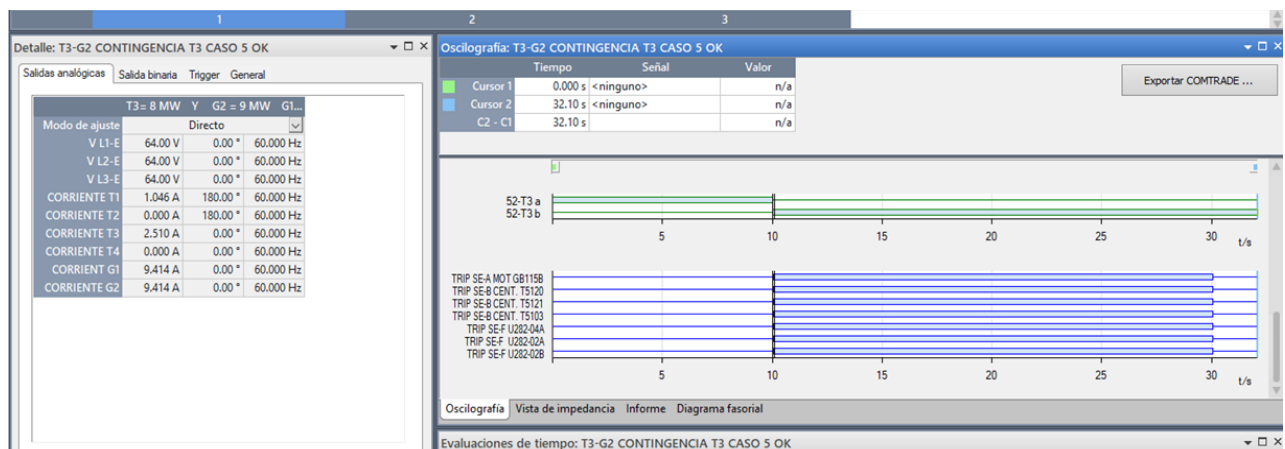 1 2 3
Detalle: T3-G2 CONTINGENCIA T3 CASO 5 OK
Salidas analógicas Salida binaria Trigger General
T3= 8 MW Y G2 = 9 MW G1...
Modo de ajuste Directo
V L1-E 64.00 V 0.00 ° 60.000 Hz
V L2-E 64.00 V 0.00 ° 60.000 Hz
V L3-E 64.00 V 0.00 ° 60.000 Hz
CORRIENTE T1 1.046 A 180.00 ° 60.000 Hz
CORRIENTE T2 0.000 A 180.00 ° 60.000 Hz
CORRIENTE T3 2.510 A 0.00 ° 60.000 Hz
CORRIENTE T4 0.000 A 0.00 ° 60.000 Hz
CORRIENT G1 9.414 A 0.00 ° 60.000 Hz
CORRIENTE G2 9.414 A 0.00 ° 60.000 Hz
Oscilografía: T3-G2 CONTINGENCIA T3 CASO 5 OK
Tiempo Señal Valor
Cursor 1 0.000 s <ninguno> n/a
Cursor 2 32.10 s <ninguno> n/a
C2 - C1 32.10 s n/a
Exportar COMTRADE ...
52-T3 a
52-T3 b
5 10 15 20 25 30 t/s
TRIP SE-A MOT GB115B
TRIP SE-B CENT. T5120
TRIP SE-B CENT. T5121
TRIP SE-B CENT. T5103
TRIP SE-F U282-04A
TRIP SE-F U282-02A
TRIP SE-F U282-02B
5 10 15 20 25 30 t/s
Oscilografía Vista de impedancia Informe Diagrama fasorial
Evaluaciones de tiempo: T3-G2 CONTINGENCIA T3 CASO 5 OK